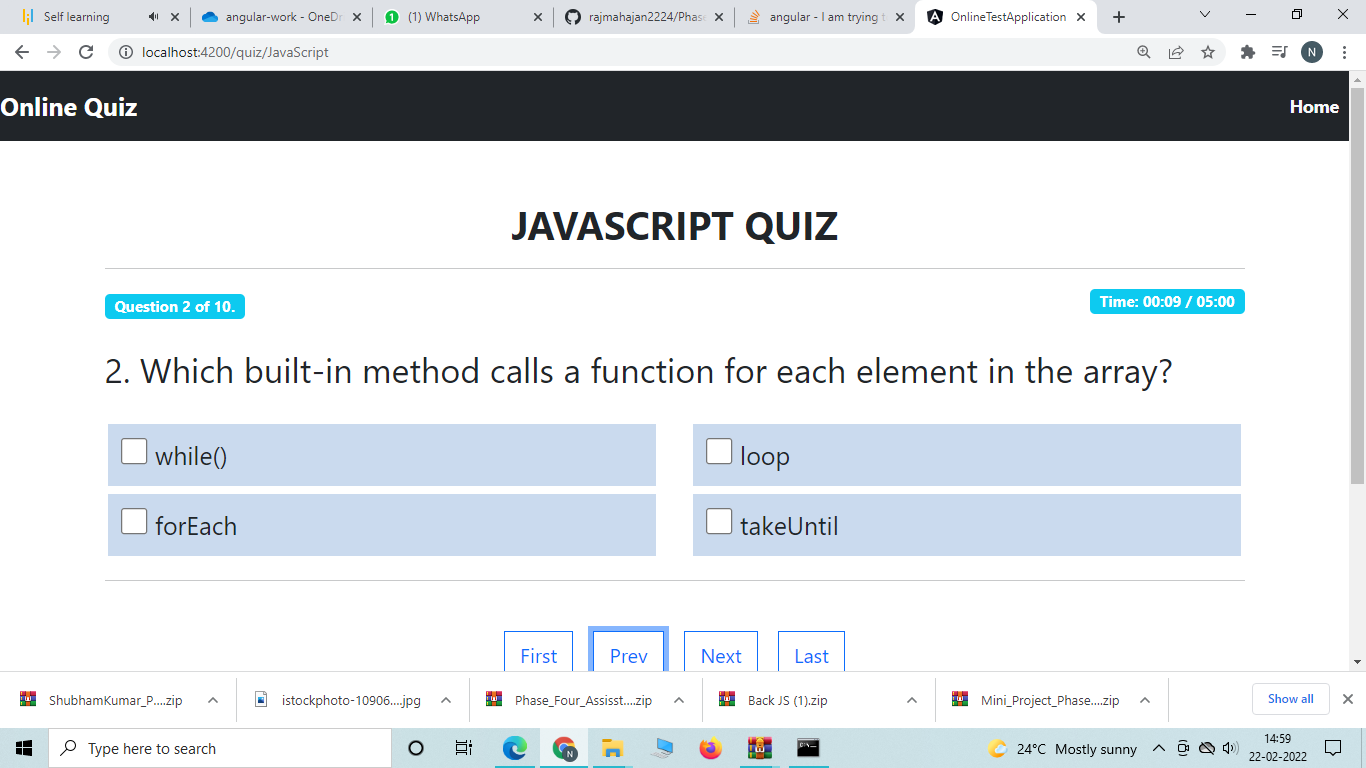 Self learning
angular-work - OneDr
(1) WhatsApp
rajmahajan2224/Phase
angular - I am trying t
OnlineTestApplication
localhost:4200/quiz/JavaScript
N
Online Quiz
Home
JAVASCRIPT QUIZ
Question 2 of 10.
Time: 00:09 / 05:00
2. Which built-in method calls a function for each element in the array?
while()
loop
forEach
takeUntil
First
Prev
Next
Last
ShubhamKumar_P....zip
istockphoto-10906....jpg
Phase_Four_Assisst....zip
Back JS (1).zip
Mini_Project_Phase....zip
Show all
Type here to search
24°C Mostly sunny
14:59
22-02-2022